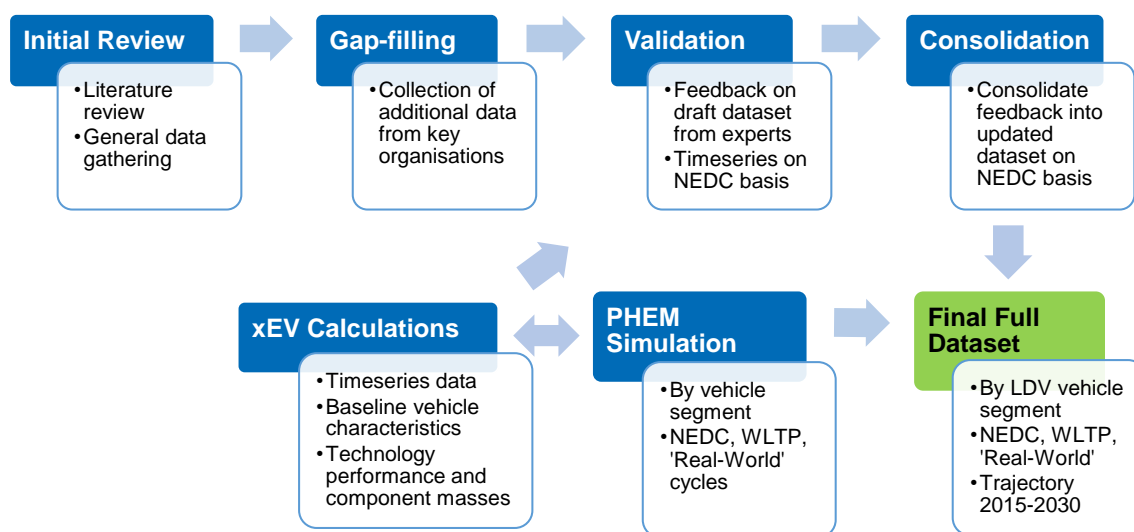 Initial Review
•Literature
review
•General data
gathering
Gap-filling
•Collection of
additional data
from key
organisations
Validation
•Feedback on
draft dataset
from experts
•Timeseries on
NEDC basis
Consolidation
•Consolidate
feedback into
updated
dataset on
NEDC basis
xEV Calculations
•Timeseries data
•Baseline vehicle
characteristics
•Technology
performance and
component masses
PHEM
Simulation
•By vehicle
segment
•NEDC, WLTP,
'Real-World'
cycles
Final Full
Dataset
•By LDV vehicle
segment
•NEDC, WLTP,
'Real-World'
•Trajectory
2015-2030